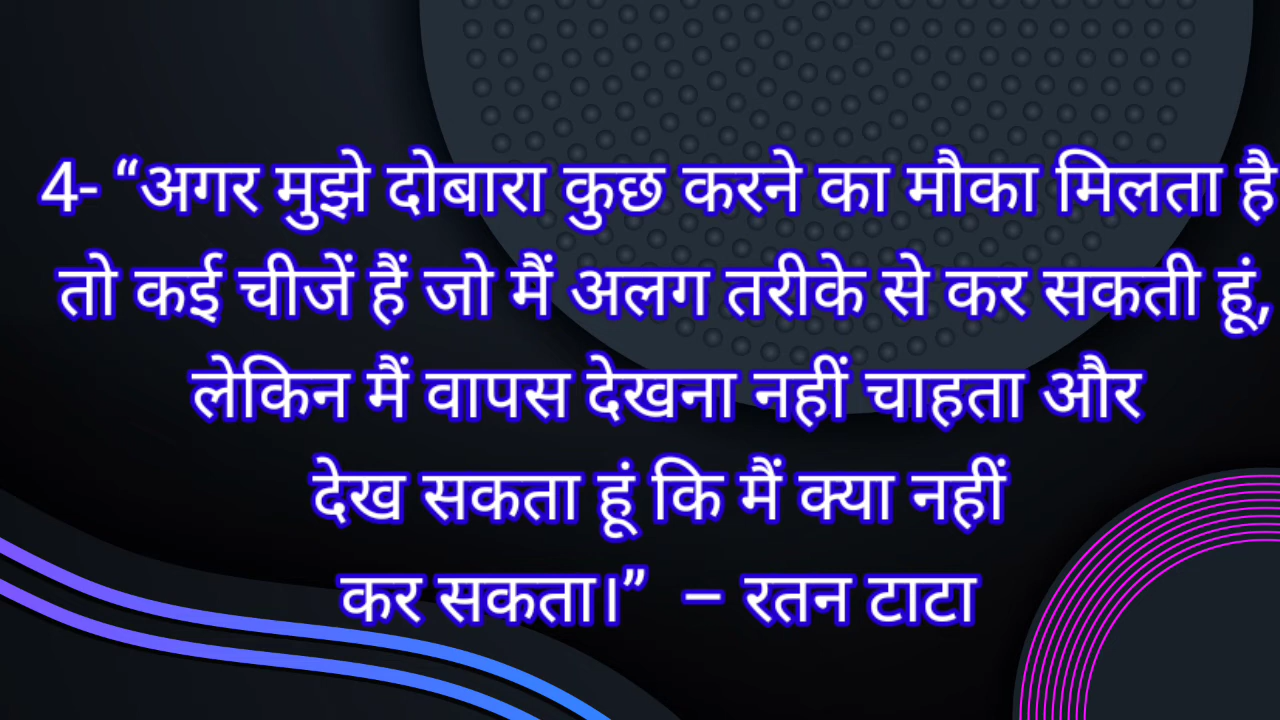 4- “अगर मुझे दोबारा कुछ करने का मौका मिलता है
तो कई चीजें हैं जो मैं अलग तरीके से कर सकती हूं,
लेकिन मैं वापस देखना नहीं चाहता और
देख सकता हूं कि मैं क्या नहीं
कर सकता।” – रतन टाटा